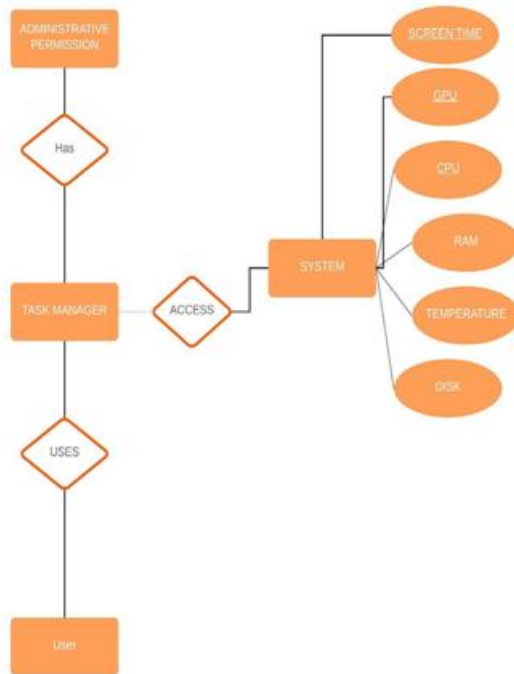 ADMINISTRATIVE
PERMISSION
SCREEN TIME
GPU
Has
CPU
RAM
SYSTEM
TASK MANAGER
ACCESS
TEMPERATURE
DISK
USES
User